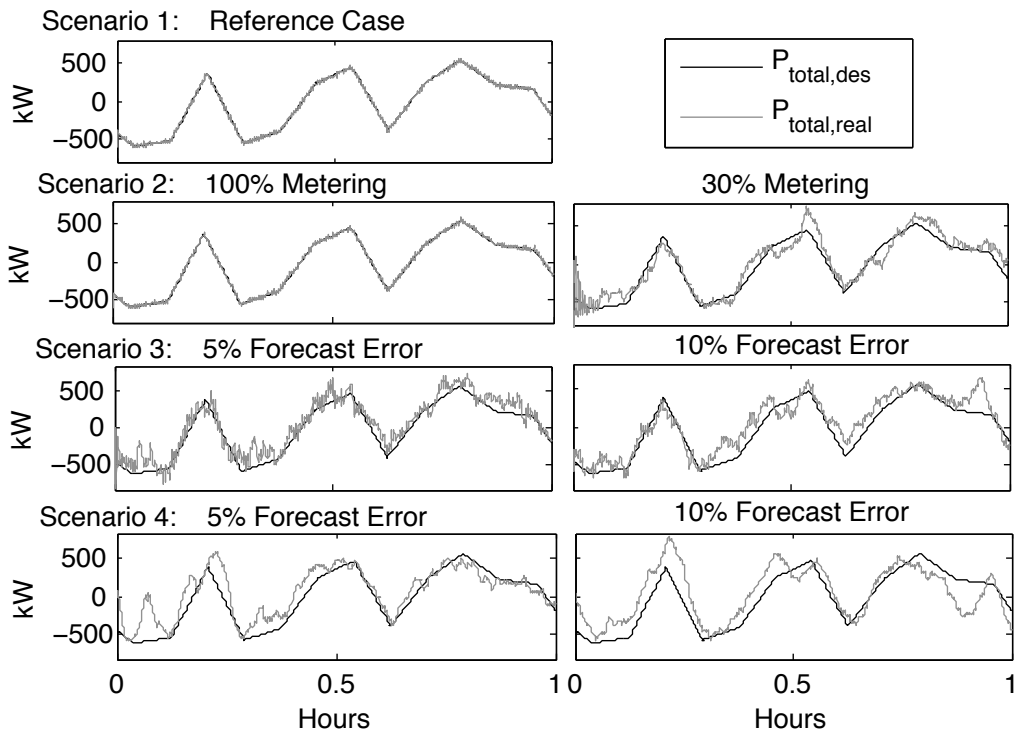 Scenario 1: Reference Case
500
0
−500
kW
P_total,des
P_total,real
Scenario 2: 100% Metering
30% Metering
500
0
−500
kW
Scenario 3: 5% Forecast Error
10% Forecast Error
500
0
−500
kW
Scenario 4: 5% Forecast Error
10% Forecast Error
500
0
−500
kW
0 0.5 1
0 0.5 1
Hours
Hours